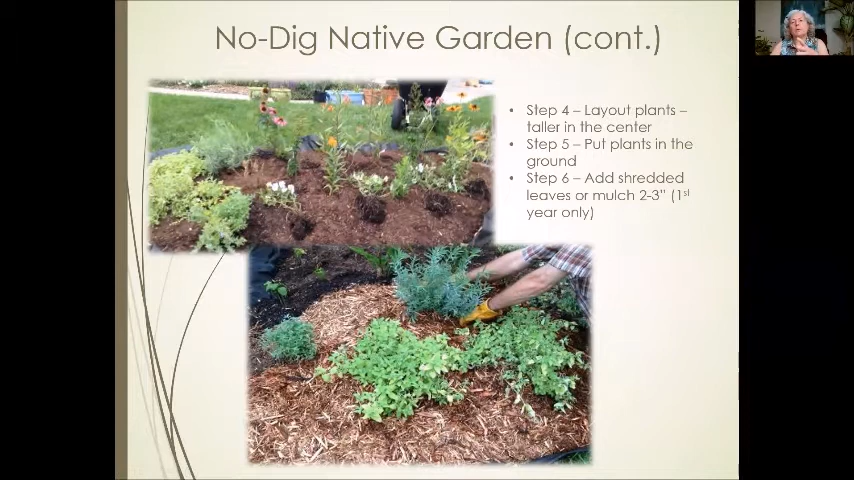 No-Dig Native Garden (cont.)
• Step 4 – Layout plants –
taller in the center
• Step 5 – Put plants in the
ground
• Step 6 – Add shredded
leaves or mulch 2-3” (1st
year only)